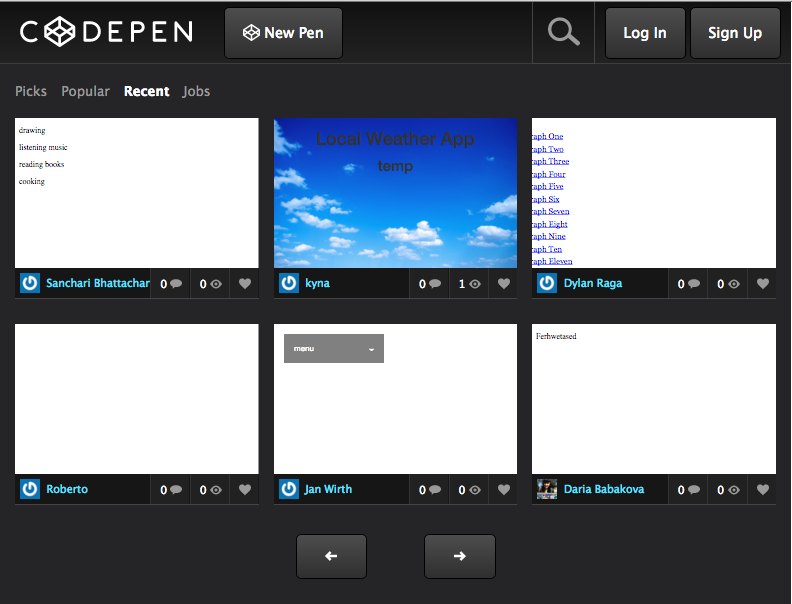 CODEPEN
New Pen
Log In
Sign Up
Picks Popular Recent Jobs
drawing
listening music
reading books
cooking
Sanchari Bhattachar 0 0
Local Weather App
temp
kyna 0 1
raph One
raph Two
raph Three
raph Four
raph Five
raph Six
raph Seven
raph Eight
raph Nine
raph Ten
raph Eleven
Dylan Raga 0 0
Roberto 0 0
menu
Jan Wirth 0 0
Ferhwetased
Daria Babakova 0 0